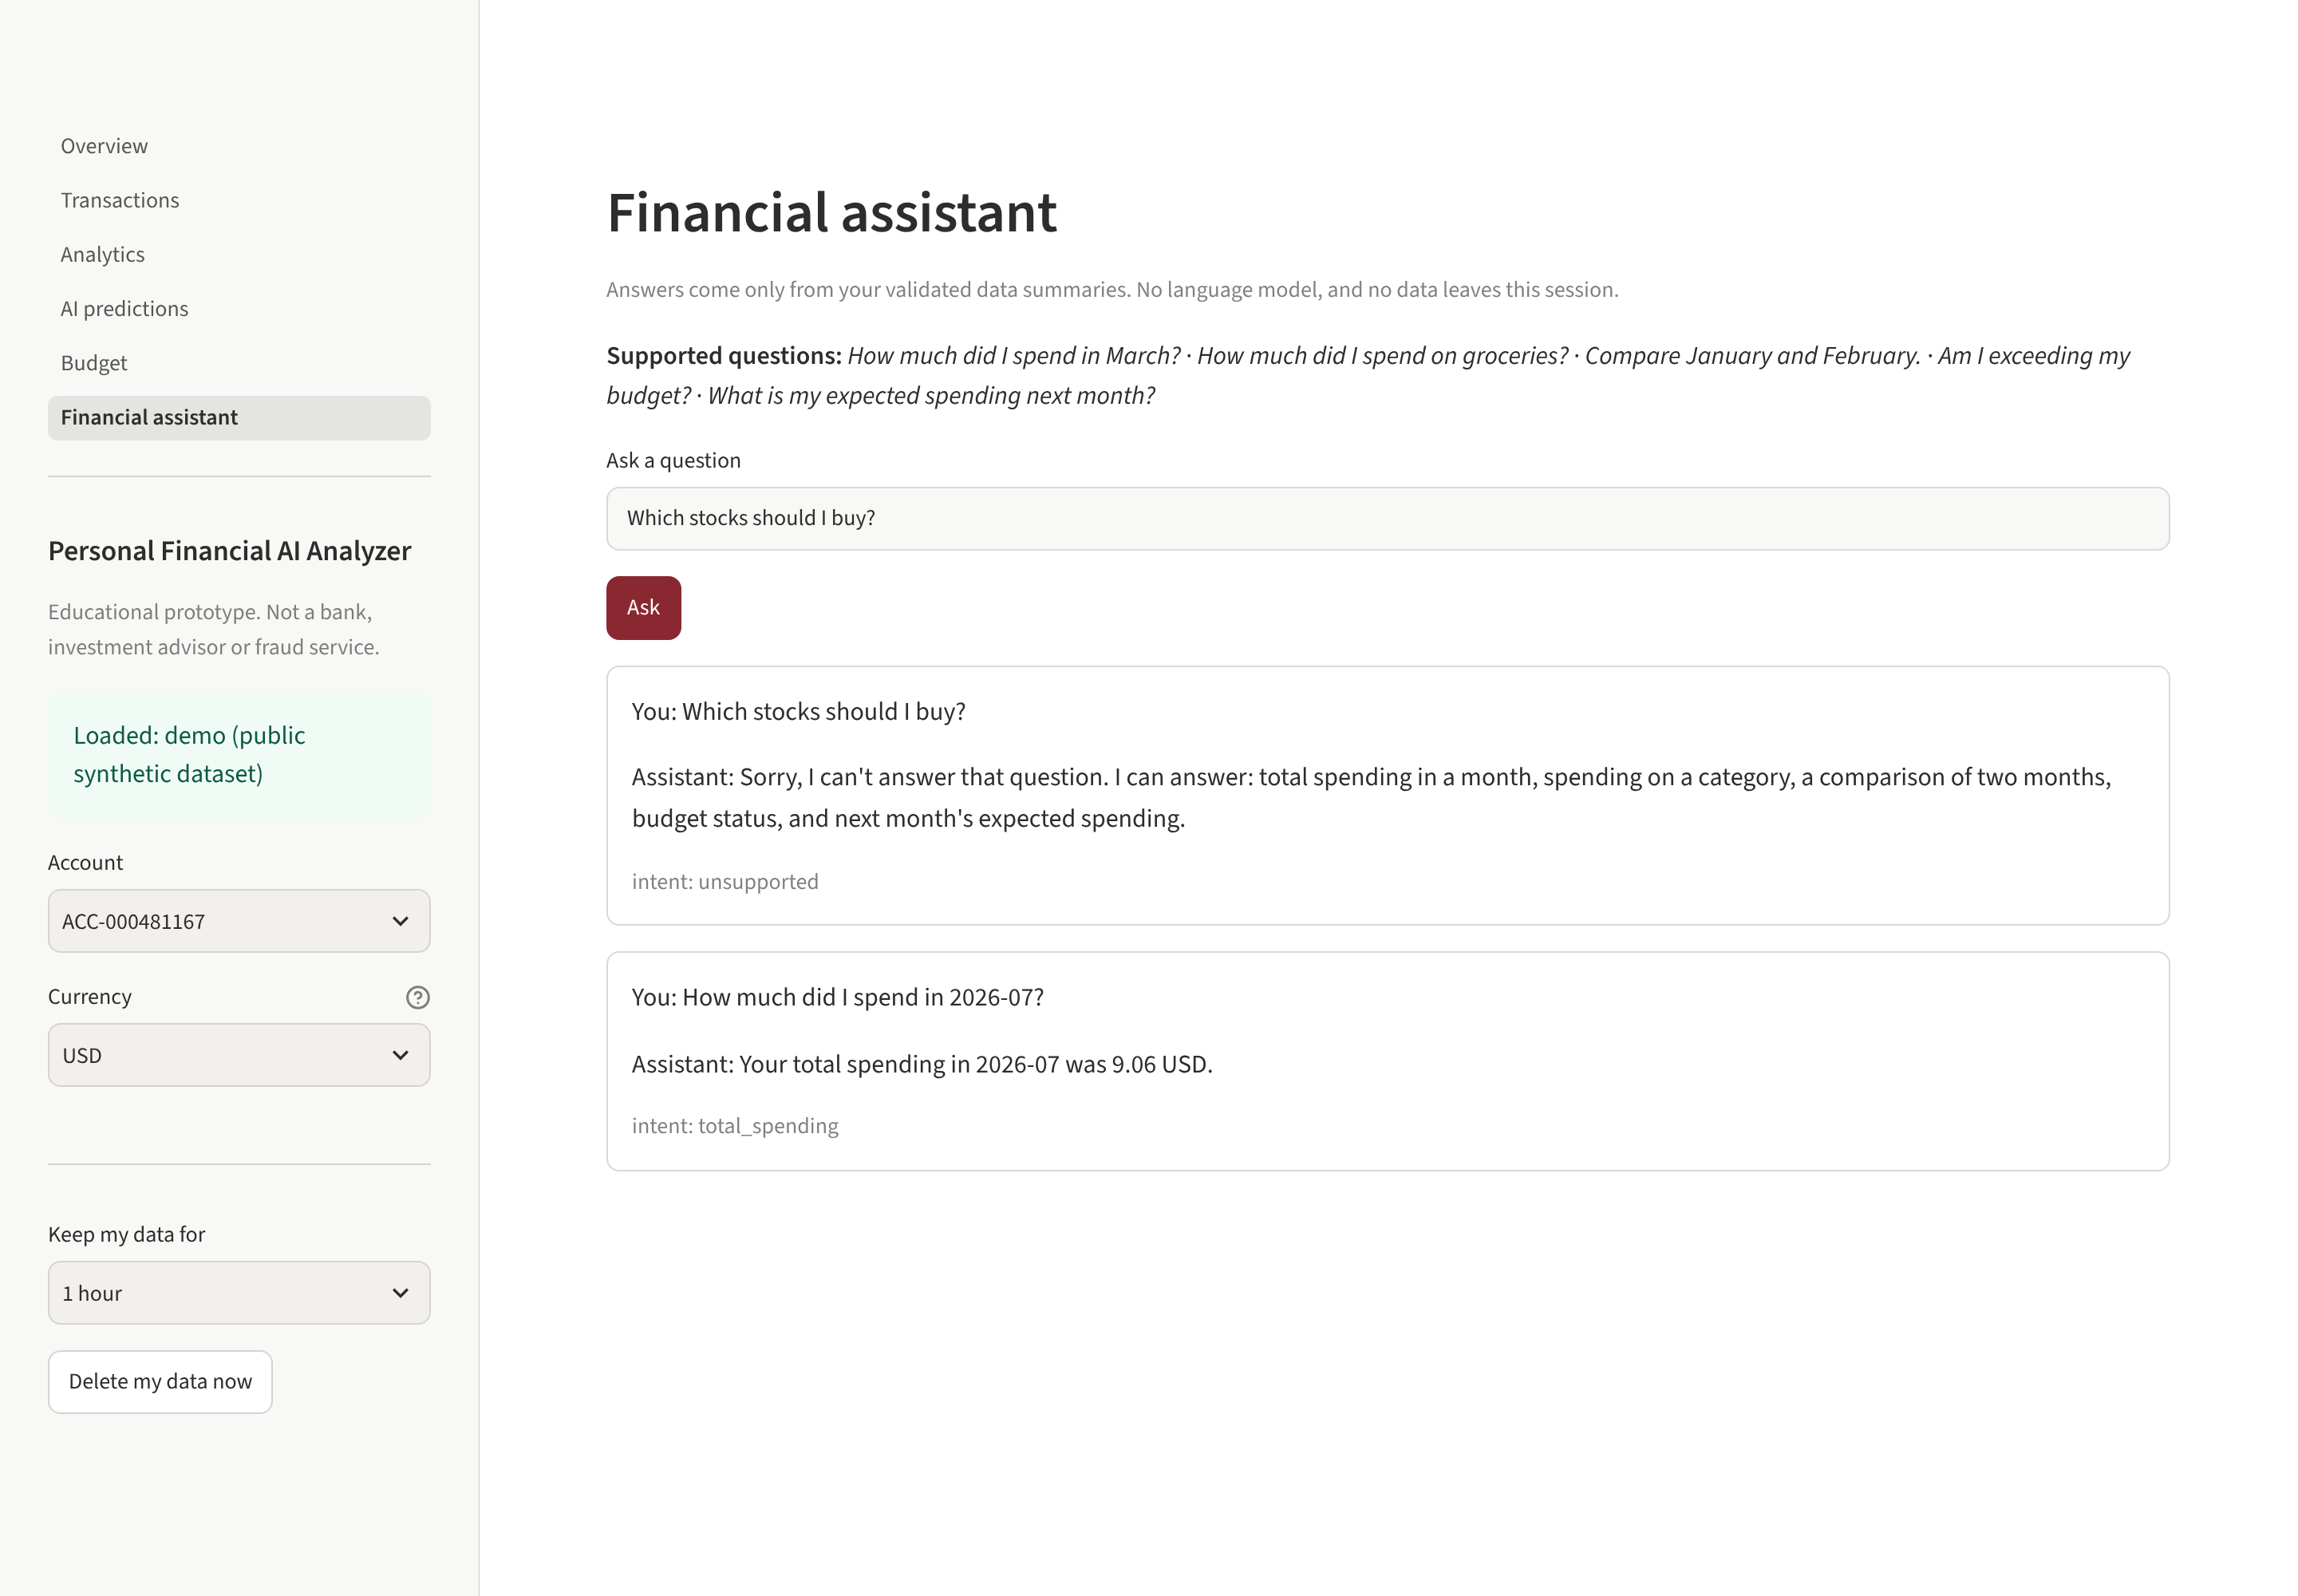 Overview
Transactions
Analytics
AI predictions
Budget
Financial assistant
Personal Financial AI Analyzer
Educational prototype. Not a bank,
investment advisor or fraud service.
Loaded: demo (public
synthetic dataset)
Account
ACC-000481167
Currency
USD
Keep my data for
1 hour
Delete my data now
Financial assistant
Answers come only from your validated data summaries. No language model, and no data leaves this session.
Supported questions: How much did I spend in March? · How much did I spend on groceries? · Compare January and February. · Am I exceeding my
budget? · What is my expected spending next month?
Ask a question
Which stocks should I buy?
Ask
You: Which stocks should I buy?
Assistant: Sorry, I can't answer that question. I can answer: total spending in a month, spending on a category, a comparison of two months,
budget status, and next month's expected spending.
intent: unsupported
You: How much did I spend in 2026-07?
Assistant: Your total spending in 2026-07 was 9.06 USD.
intent: total_spending